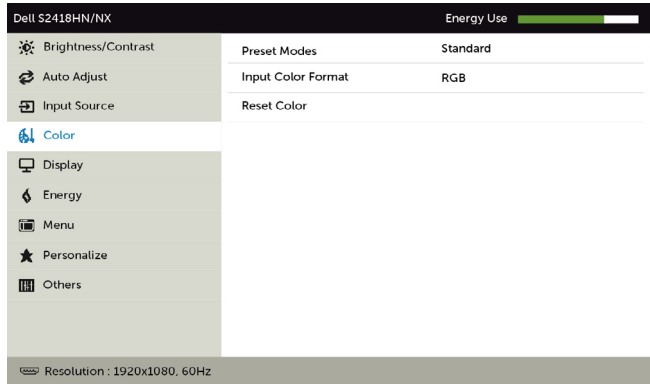 Dell S2418HN/NX
Energy Use
Brightness/Contrast
Auto Adjust
Input Source
Color
Display
Energy
Menu
Personalize
Others
Preset Modes Standard
Input Color Format RGB
Reset Color
Resolution : 1920x1080, 60Hz